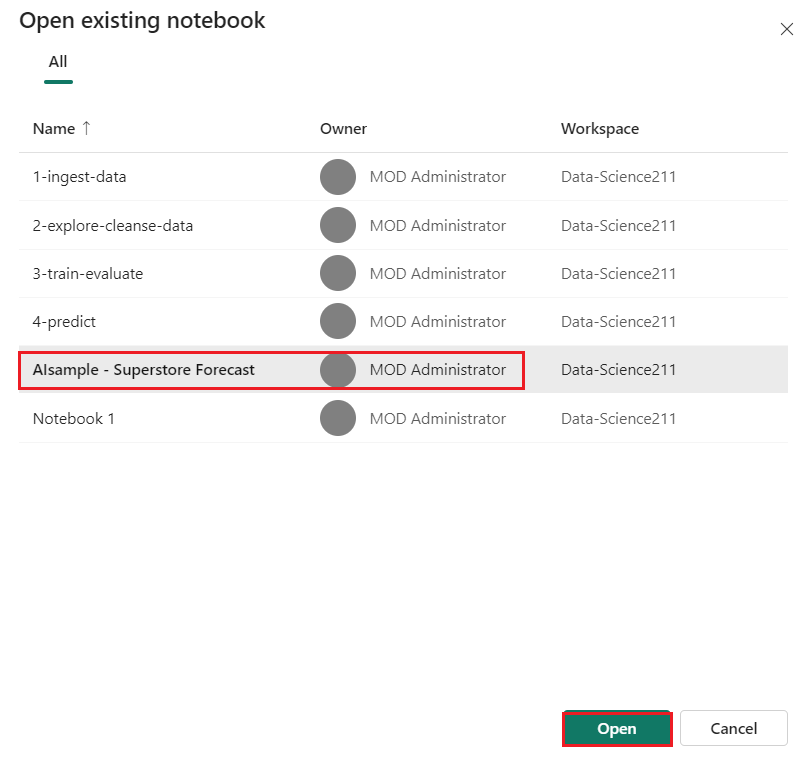 Open existing notebook
All
Name ↑ Owner Workspace
1-ingest-data MOD Administrator Data-Science211
2-explore-cleanse-data MOD Administrator Data-Science211
3-train-evaluate MOD Administrator Data-Science211
4-predict MOD Administrator Data-Science211
AIsample - Superstore Forecast MOD Administrator Data-Science211
Notebook 1 MOD Administrator Data-Science211
Open Cancel